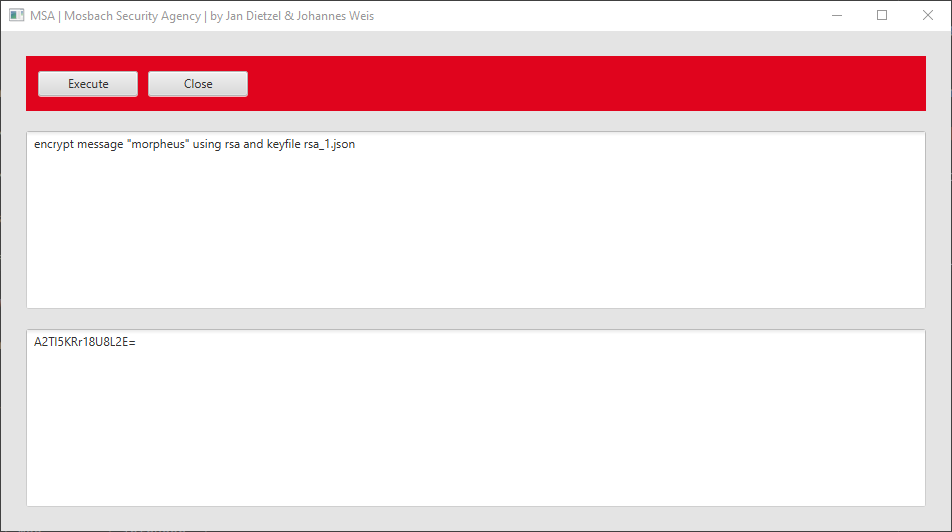 MSA | Mosbach Security Agency | by Jan Dietzel & Johannes Weis
Execute
Close
encrypt message "morpheus" using rsa and keyfile rsa_1.json
A2TI5KRr18U8L2E=